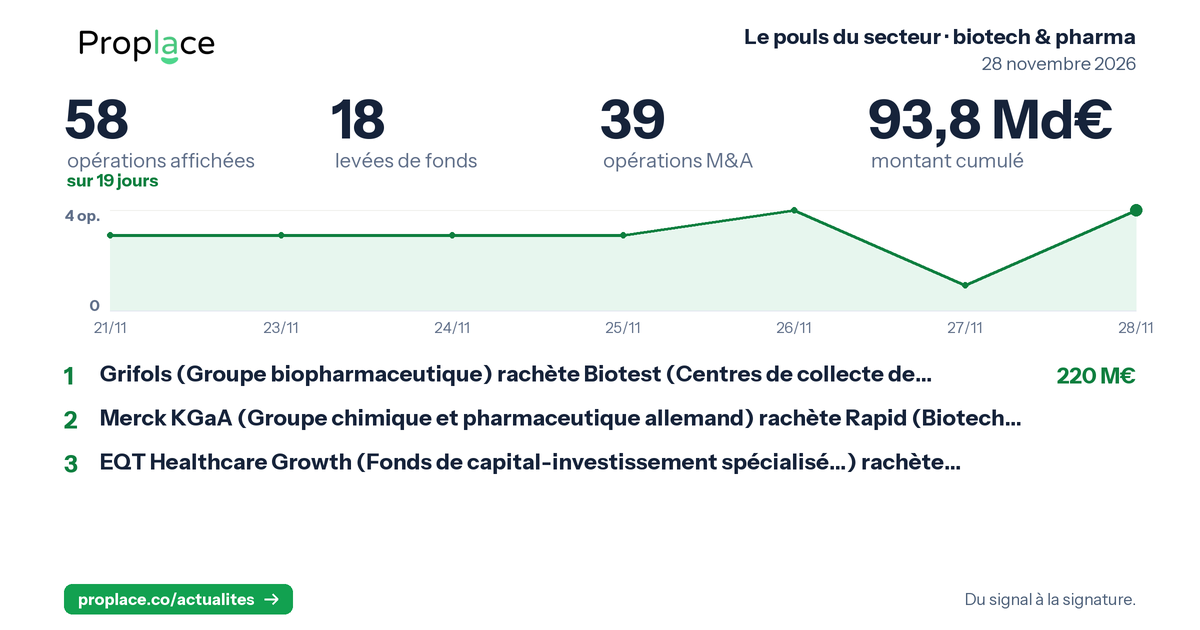 Proplace
Le pouls du secteur · biotech & pharma
28 novembre 2026
58
opérations affichées
sur 19 jours
18
levées de fonds
39
opérations M&A
93,8 Md€
montant cumulé
4 op.
0
21/11
23/11
24/11
25/11
26/11
27/11
28/11
1 Grifols (Groupe biopharmaceutique) rachète Biotest (Centres de collecte de... 220 M€
2 Merck KGaA (Groupe chimique et pharmaceutique allemand) rachète Rapid (Biotech...
3 EQT Healthcare Growth (Fonds de capital-investissement spécialisé...) rachète...
proplace.co/actualites →
Du signal à la signature.